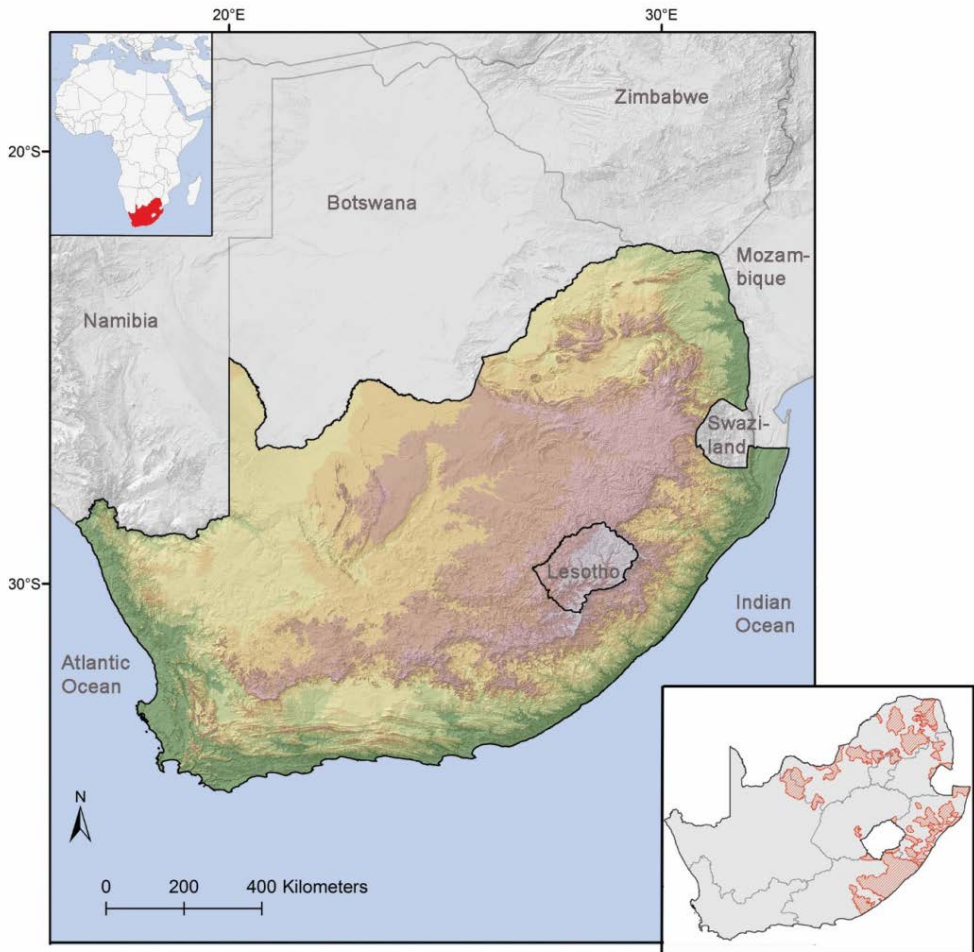 20°E
30°E
Zimbabwe
20°S
Botswana
Mozam-
bique
Namibia
Swazi-
land
Lesotho
30°S
Indian
Ocean
Atlantic
Ocean
N
0 200 400 Kilometers